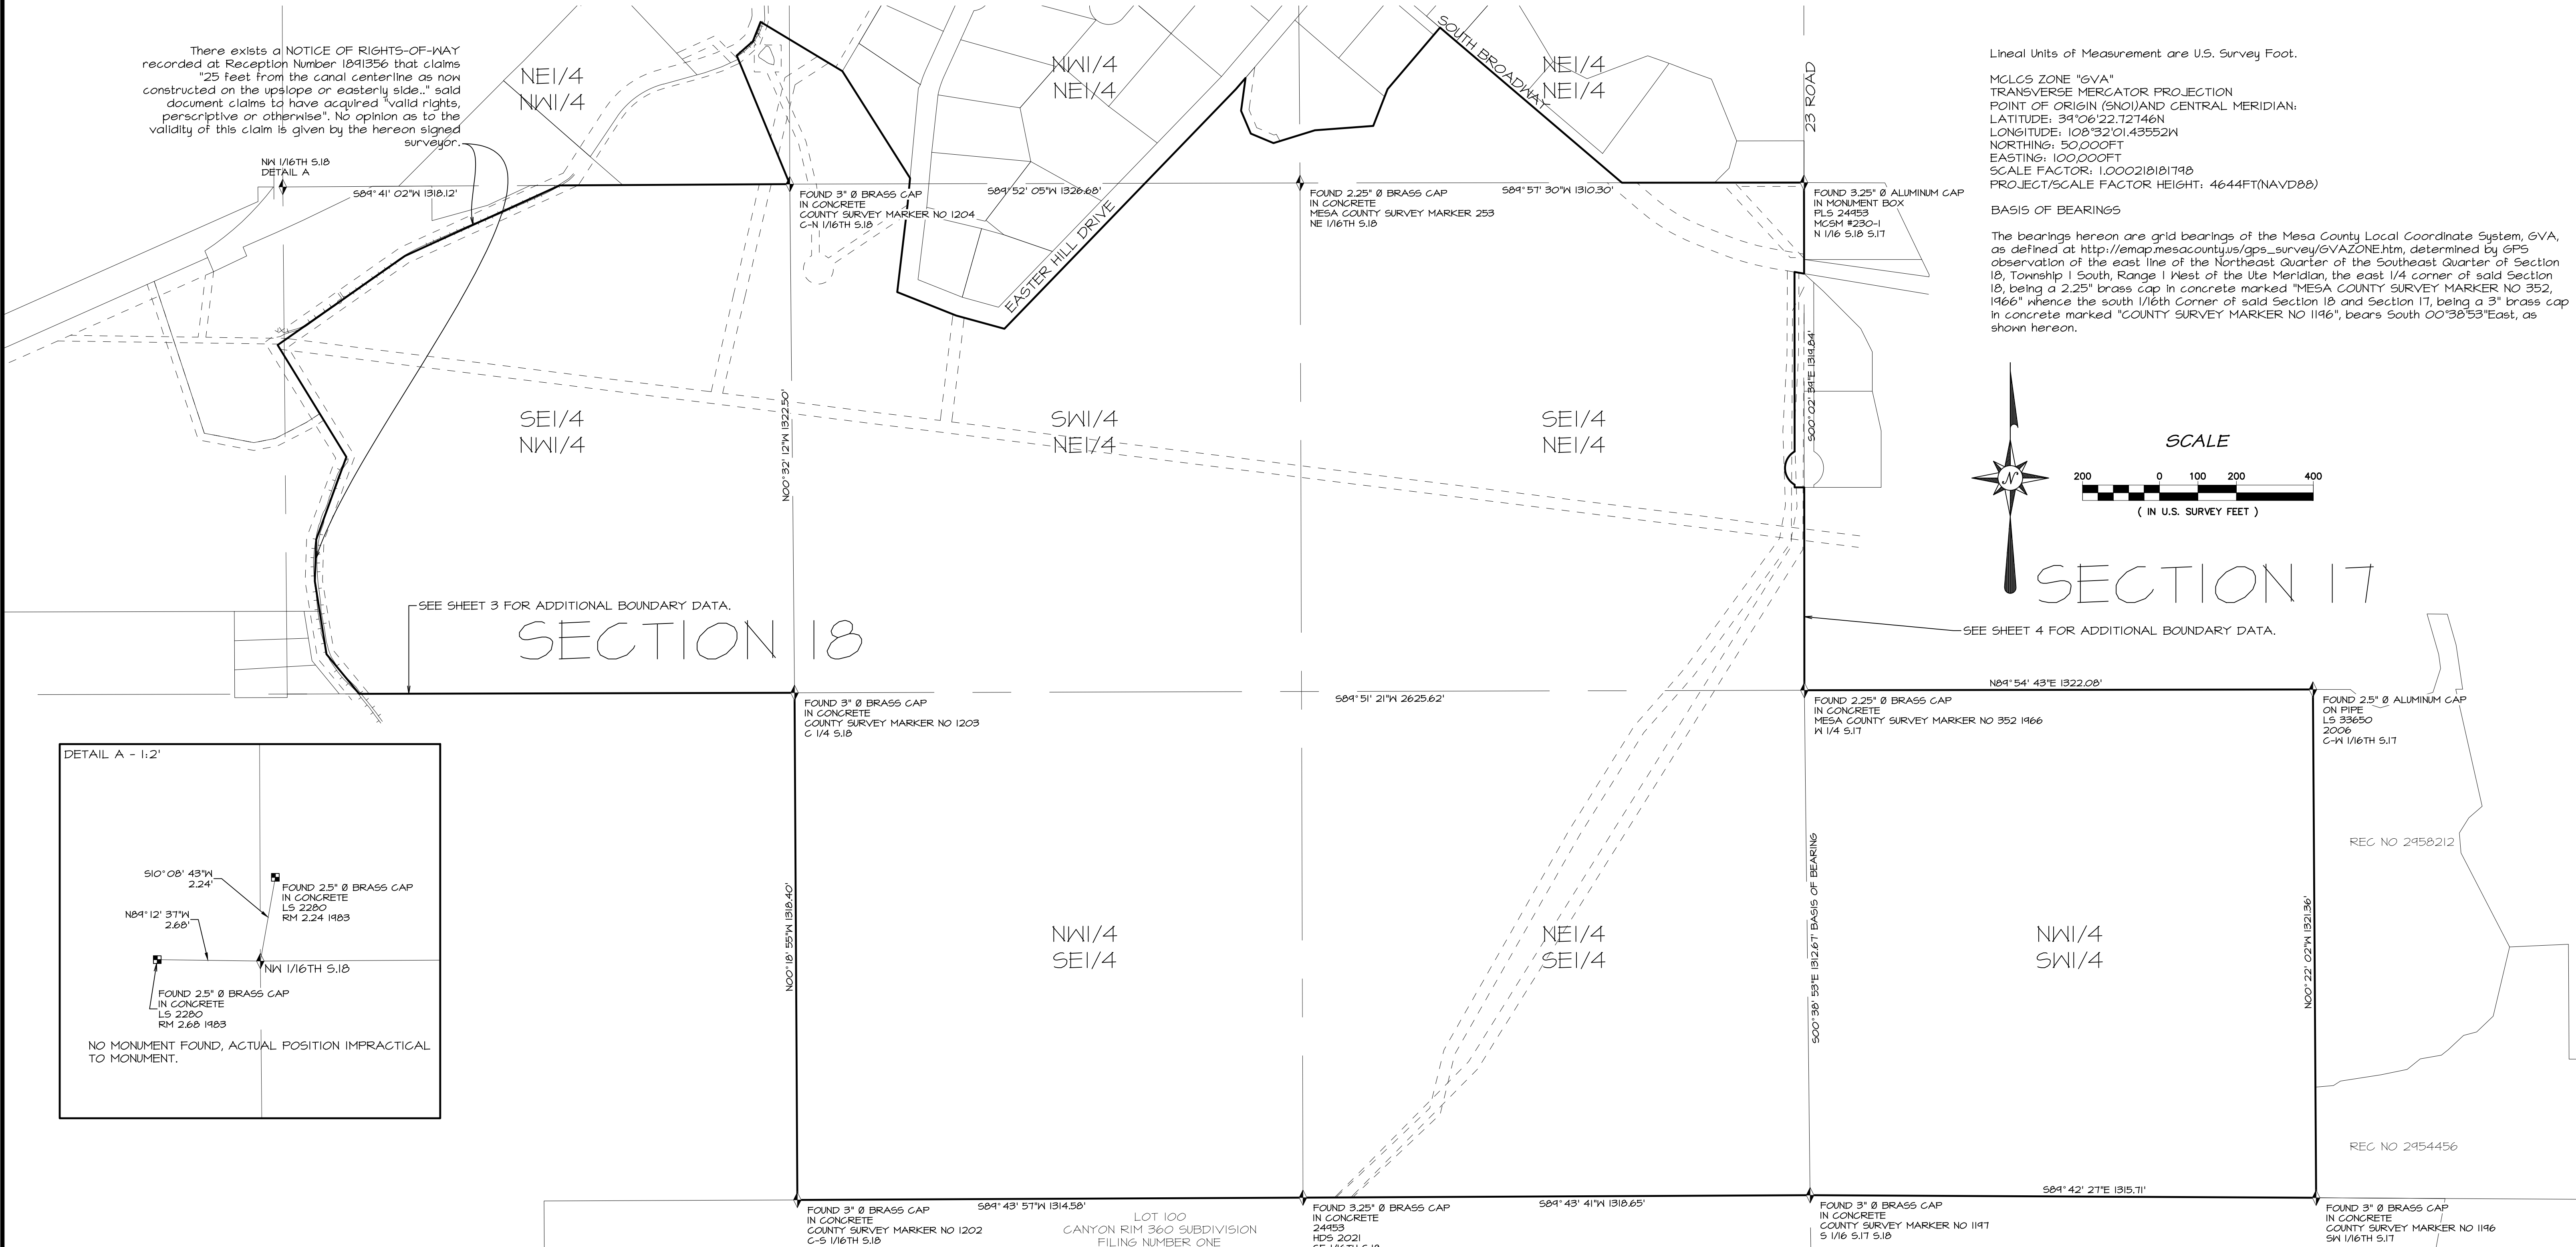 There exists a NOTICE OF RIGHTS-OF-WAY
recorded at Reception Number 1891356 that claims
"25 feet from the canal centerline as now
constructed on the upslope or easterly side.." said
document claims to have acquired "valid rights,
perscriptive or otherwise". No opinion as to the
validity of this claim is given by the hereon signed
surveyor.
NW 1/16TH S.18
DETAIL A
S89°41' 02"W 1318.12'
NE1/4
NW1/4
NW1/4
NE1/4
SOUTH BROADWAY
NE1/4
NE1/4
23 ROAD
FOUND 3" Ø BRASS CAP
IN CONCRETE
COUNTY SURVEY MARKER NO 1204
C-N 1/16TH S.18
S89°52' 05"W 1326.68'
EASTER HILL DRIVE
FOUND 2.25" Ø BRASS CAP
IN CONCRETE
MESA COUNTY SURVEY MARKER 253
NE 1/16TH S.18
S89°57' 30"W 1310.30'
FOUND 3.25" Ø ALUMINUM CAP
IN MONUMENT BOX
PLS 24953
MCSM #230-1
N 1/16 S.18 S.17
Lineal Units of Measurement are U.S. Survey Foot.
MCLCS ZONE "GVA"
TRANSVERSE MERCATOR PROJECTION
POINT OF ORIGIN (SNO1)AND CENTRAL MERIDIAN:
LATITUDE: 39°06'22.72746N
LONGITUDE: 108°32'01.43552W
NORTHING: 50,000FT
EASTING: 100,000FT
SCALE FACTOR: 1.000218181798
PROJECT/SCALE FACTOR HEIGHT: 4644FT(NAVD88)
BASIS OF BEARINGS
The bearings hereon are grid bearings of the Mesa County Local Coordinate System, GVA,
as defined at http://emap.mesacounty.us/gps_survey/GVAZONE.htm, determined by GPS
observation of the east line of the Northeast Quarter of the Southeast Quarter of Section
18, Township 1 South, Range 1 West of the Ute Meridian, the east 1/4 corner of said Section
18, being a 2.25" brass cap in concrete marked "MESA COUNTY SURVEY MARKER NO 352,
1966" whence the south 1/16th Corner of said Section 18 and Section 17, being a 3" brass cap
in concrete marked "COUNTY SURVEY MARKER NO 1196", bears South 00°38'53"East, as
shown hereon.
SE1/4
NW1/4
N00°32' 12"W 1322.50'
SW1/4
NE1/4
SE1/4
NE1/4
S00°02' 39"E 1319.84'
N
SCALE
200 0 100 200 400
( IN U.S. SURVEY FEET )
SECTION 17
SEE SHEET 3 FOR ADDITIONAL BOUNDARY DATA.
SECTION 18
SEE SHEET 4 FOR ADDITIONAL BOUNDARY DATA.
FOUND 3" Ø BRASS CAP
IN CONCRETE
COUNTY SURVEY MARKER NO 1203
C 1/4 S.18
S89°51' 21"W 2625.62'
FOUND 2.25" Ø BRASS CAP
IN CONCRETE
MESA COUNTY SURVEY MARKER NO 352 1966
W 1/4 S.17
N89°54' 43"E 1322.08'
FOUND 2.5" Ø ALUMINUM CAP
ON PIPE
LS 33650
2006
C-W 1/16TH S.17
DETAIL A - 1:2'
S10°08' 43"W
2.24'
FOUND 2.5" Ø BRASS CAP
IN CONCRETE
LS 2280
RM 2.24 1983
N89°12' 37"W
2.68'
NW 1/16TH S.18
FOUND 2.5" Ø BRASS CAP
IN CONCRETE
LS 2280
RM 2.68 1983
NO MONUMENT FOUND, ACTUAL POSITION IMPRACTICAL
TO MONUMENT.
N00°18' 55"W 1318.40'
NW1/4
SE1/4
NE1/4
SE1/4
S00°38' 53"E 1312.67' BASIS OF BEARING
NW1/4
SW1/4
N00°22' 02"W 1321.36'
REC NO 2958212
REC NO 2954456
FOUND 3" Ø BRASS CAP
IN CONCRETE
COUNTY SURVEY MARKER NO 1202
C-S 1/16TH S.18
S89°43' 57"W 1314.58'
LOT 100
CANYON RIM 360 SUBDIVISION
FILING NUMBER ONE
FOUND 3.25" Ø BRASS CAP
IN CONCRETE
24953
HDS 2021
S89°43' 41"W 1318.65'
FOUND 3" Ø BRASS CAP
IN CONCRETE
COUNTY SURVEY MARKER NO 1197
S 1/16 S.17 S.18
S89°42' 27"E 1315.71'
FOUND 3" Ø BRASS CAP
IN CONCRETE
COUNTY SURVEY MARKER NO 1196
SW 1/16TH S.17